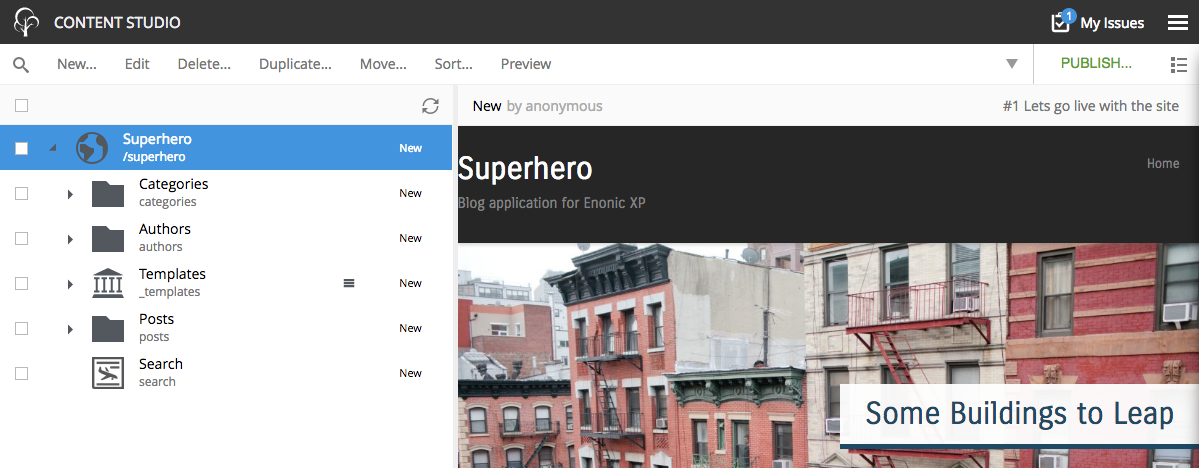 CONTENT STUDIO
1
My Issues
New... Edit Delete... Duplicate... Move... Sort... Preview PUBLISH...
New by anonymous #1 Lets go live with the site
Superhero
/superhero
New
Categories
categories
New
Authors
authors
New
Templates
_templates
New
Posts
posts
New
Search
search
New
Superhero
Home
Blog application for Enonic XP
Some Buildings to Leap